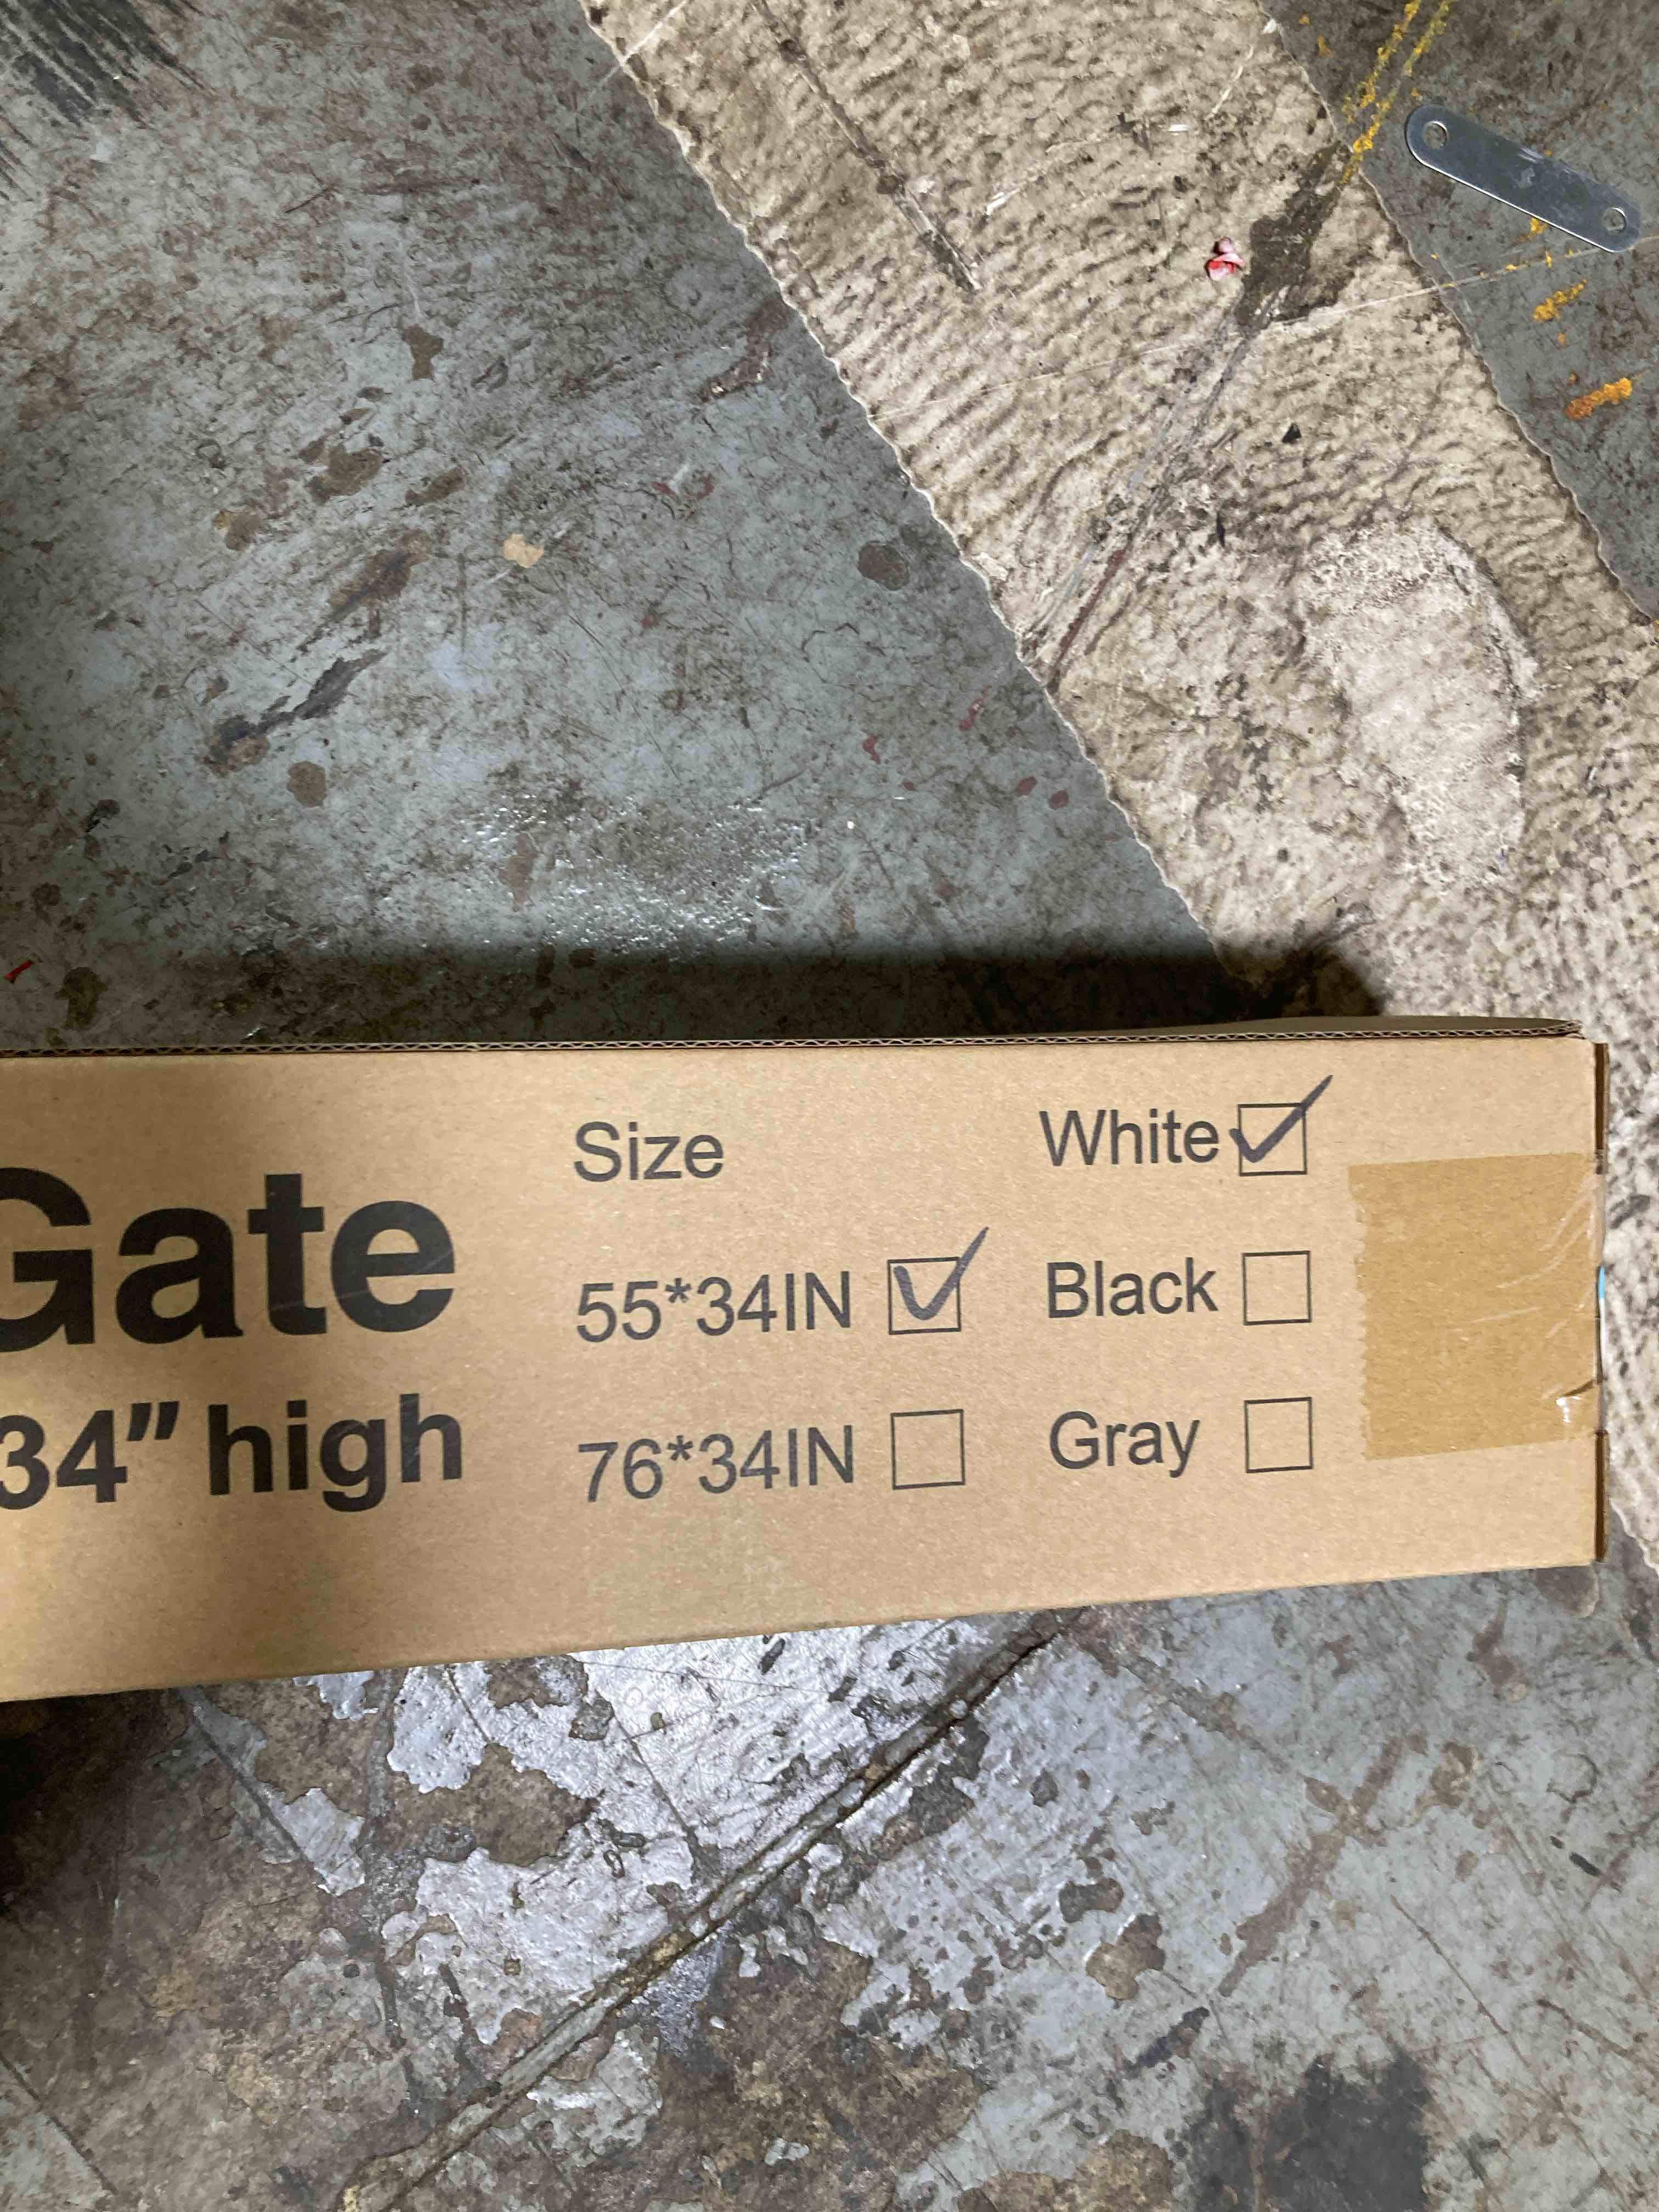 Gate
34" high
Size
55*34IN
76*34IN
White
Black
Gray